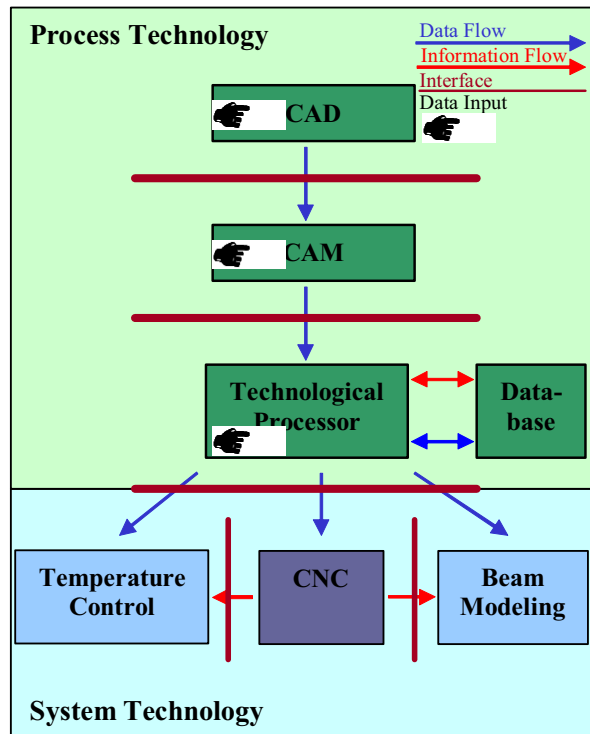 Process Technology
Data Flow
Information Flow
Interface
Data Input
CAD
CAM
Technological
Processor
Data-
base
Temperature
Control
CNC
Beam
Modeling
System Technology